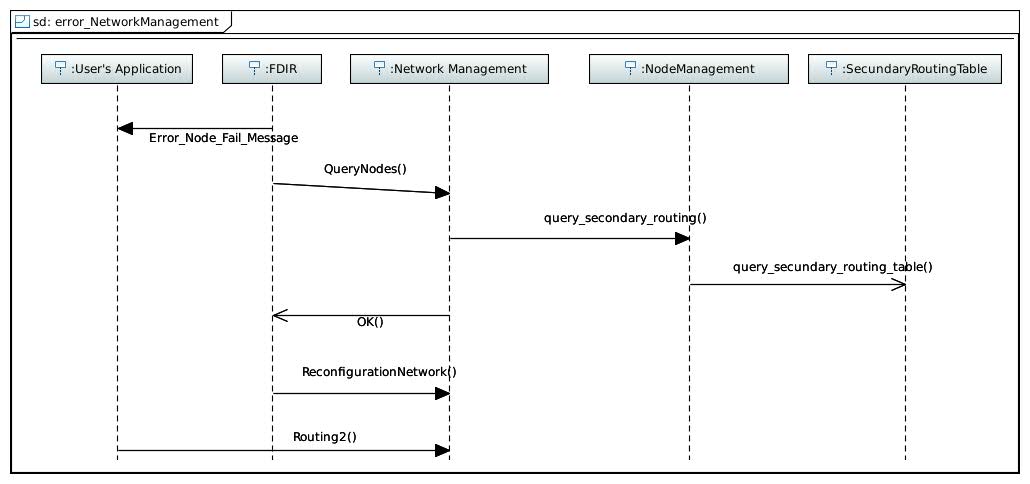 sd: error_NetworkManagement
:User's Application
:FDIR
:Network Management
:NodeManagement
:SecundaryRoutingTable
Error_Node_Fail_Message
QueryNodes()
query_secondary_routing()
query_secundary_routing_table()
OK()
ReconfigurationNetwork()
Routing2()